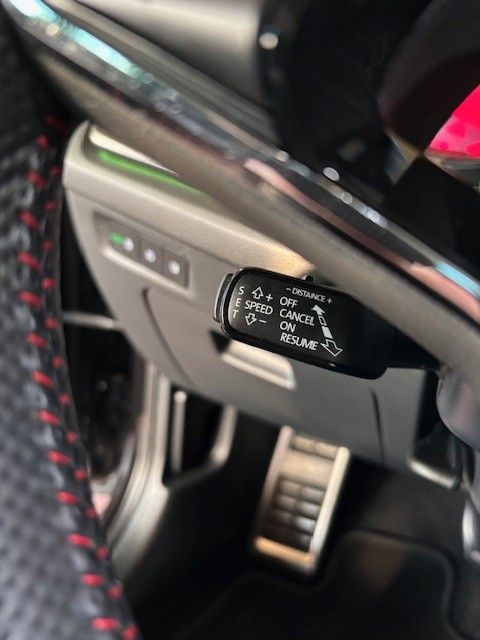 - DISTANCE +
S + OFF
E SPEED CANCEL
T - ON
RESUME